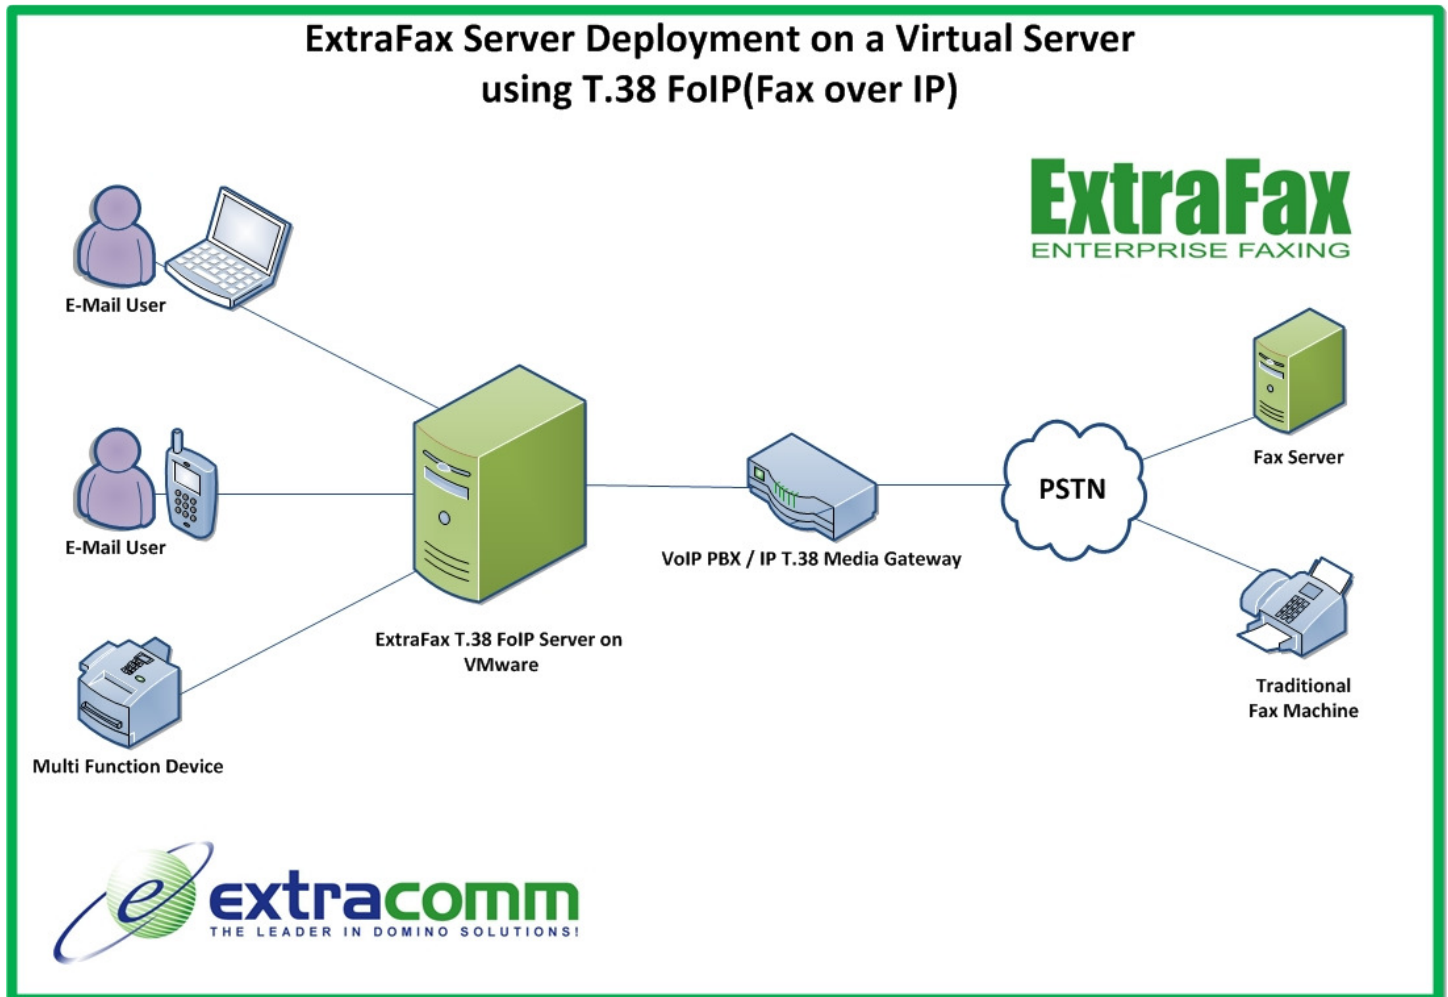 ExtraFax Server Deployment on a Virtual Server
using T.38 FoIP(Fax over IP)
ExtraFax
ENTERPRISE FAXING
E-Mail User
Fax Server
PSTN
E-Mail User
VoIP PBX / IP T.38 Media Gateway
ExtraFax T.38 FoIP Server on
VMware
Traditional
Fax Machine
Multi Function Device
e
extracomm
THE LEADER IN DOMINO SOLUTIONS!